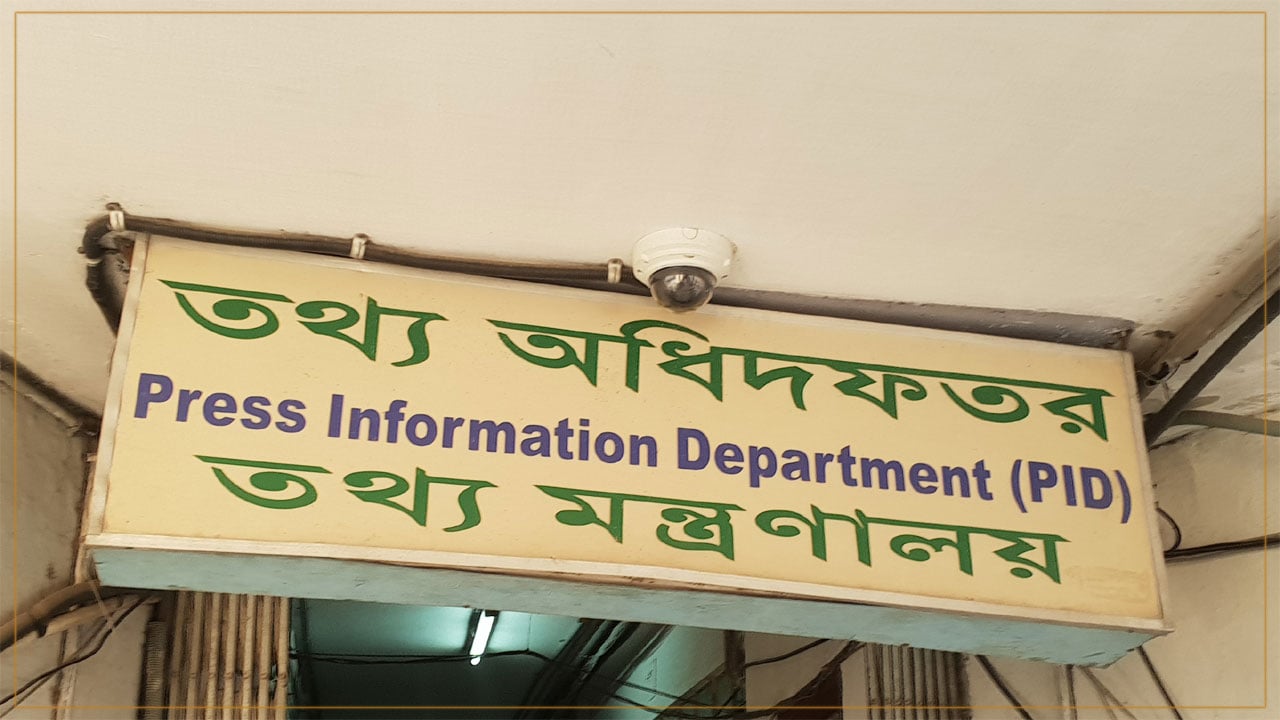 তথ্য অধিদফতর
Press Information Department (PID)
তথ্য মন্ত্রণালয়